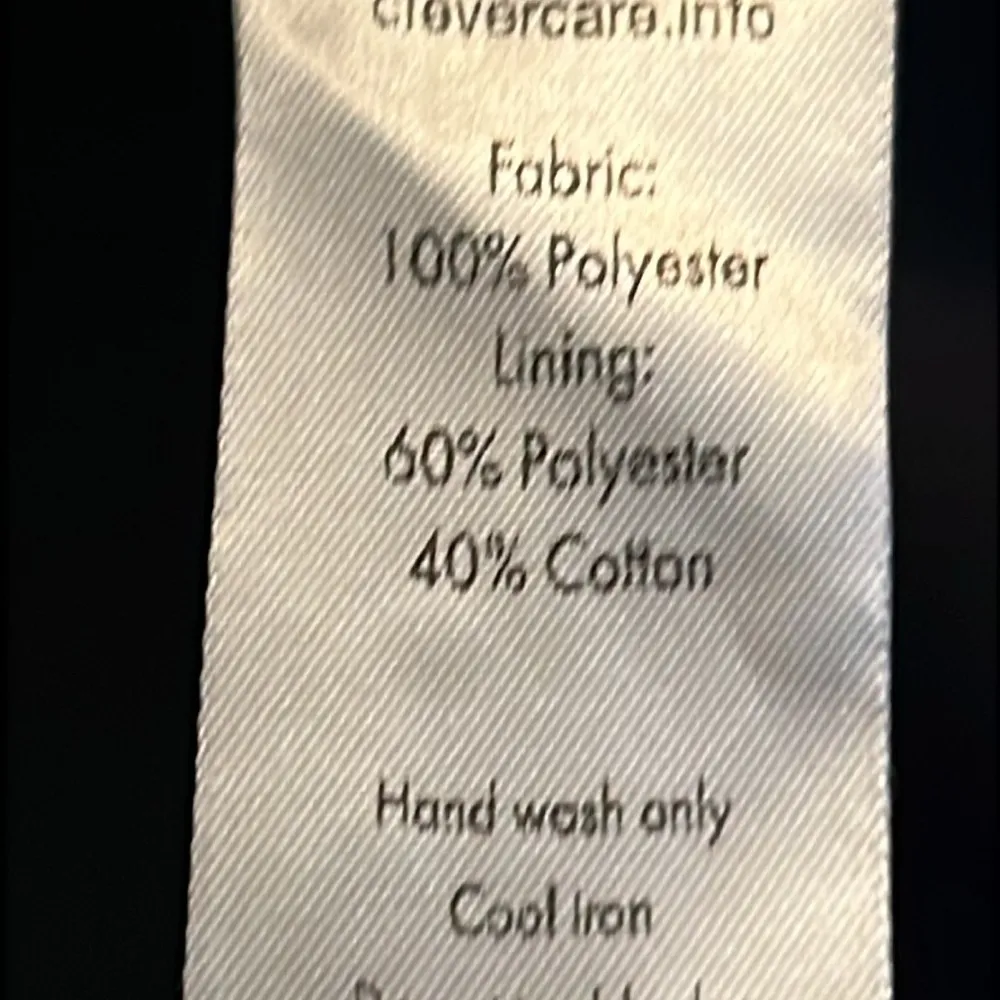 clevercare.info
Fabric:
100% Polyester
Lining:
60% Polyester
40% Cotton
Hand wash only
Cool iron